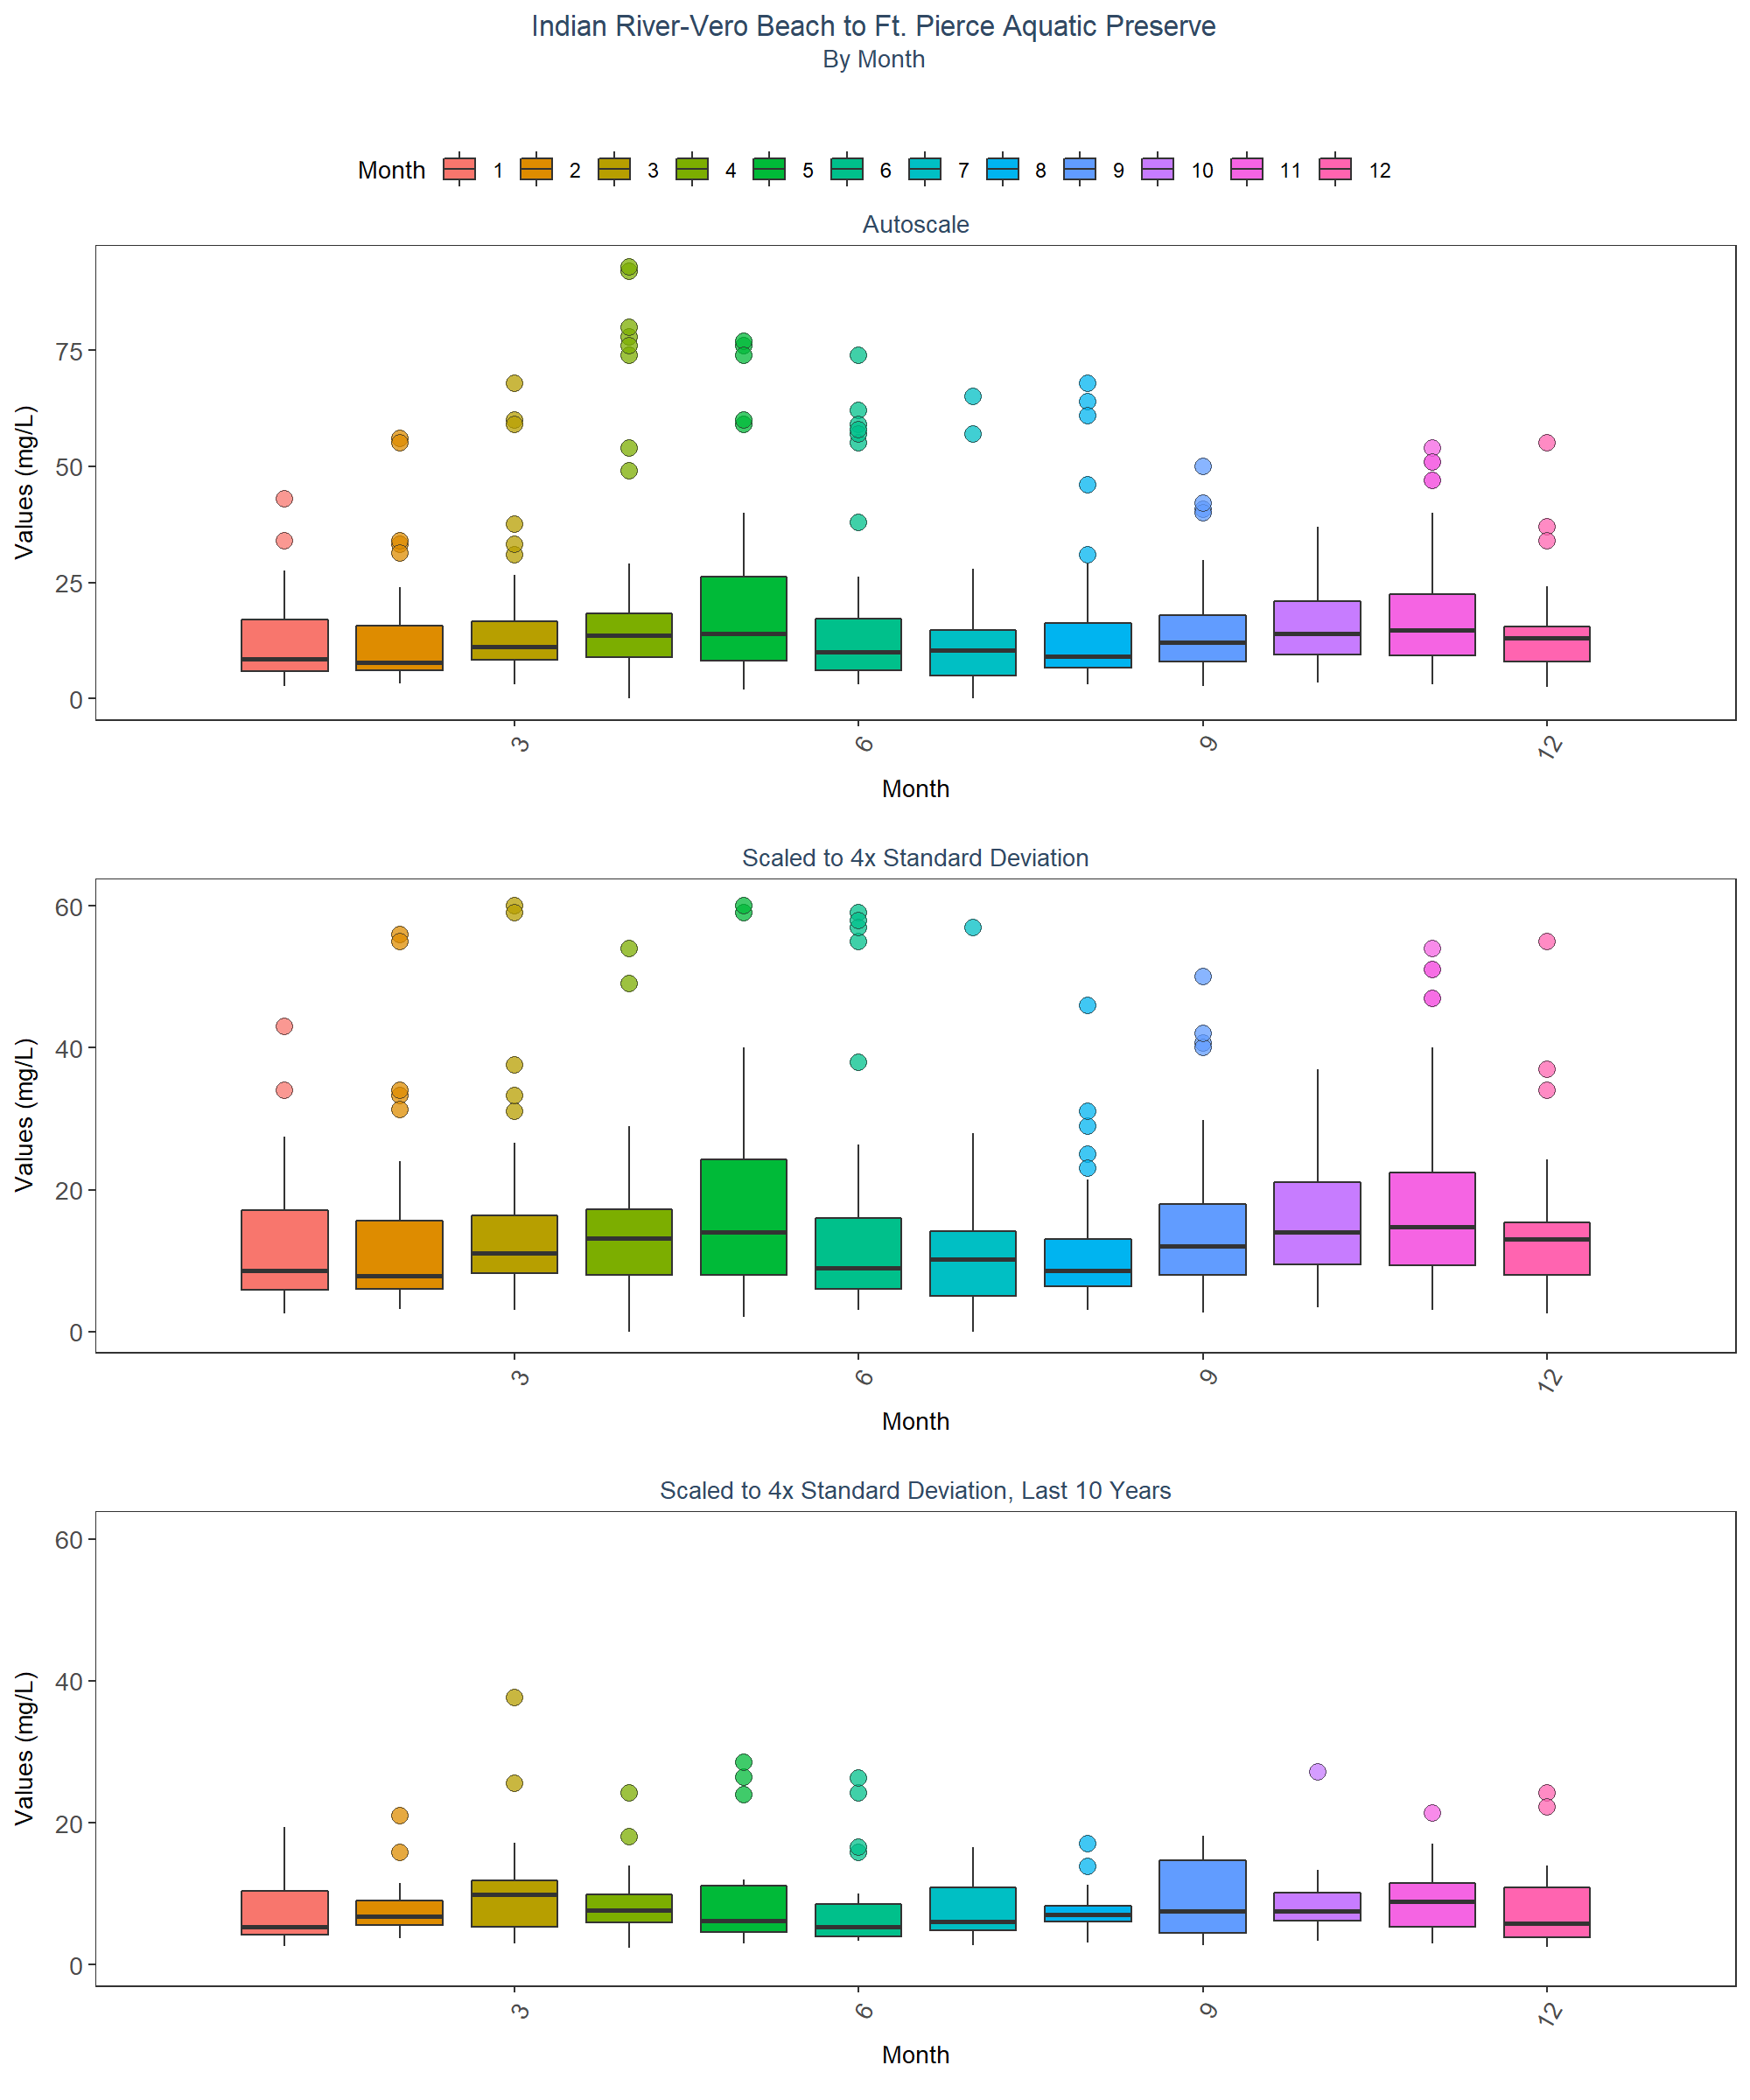 Indian River-Vero Beach to Ft. Pierce Aquatic Preserve
By Month
Month 1 2 3 4 5 6 7 8 9 10 11 12
Autoscale
Values (mg/L)
75
50
25
0
3 6 9 12
Month
Scaled to 4x Standard Deviation
Values (mg/L)
60
40
20
0
3 6 9 12
Month
Scaled to 4x Standard Deviation, Last 10 Years
Values (mg/L)
60
40
20
0
3 6 9 12
Month